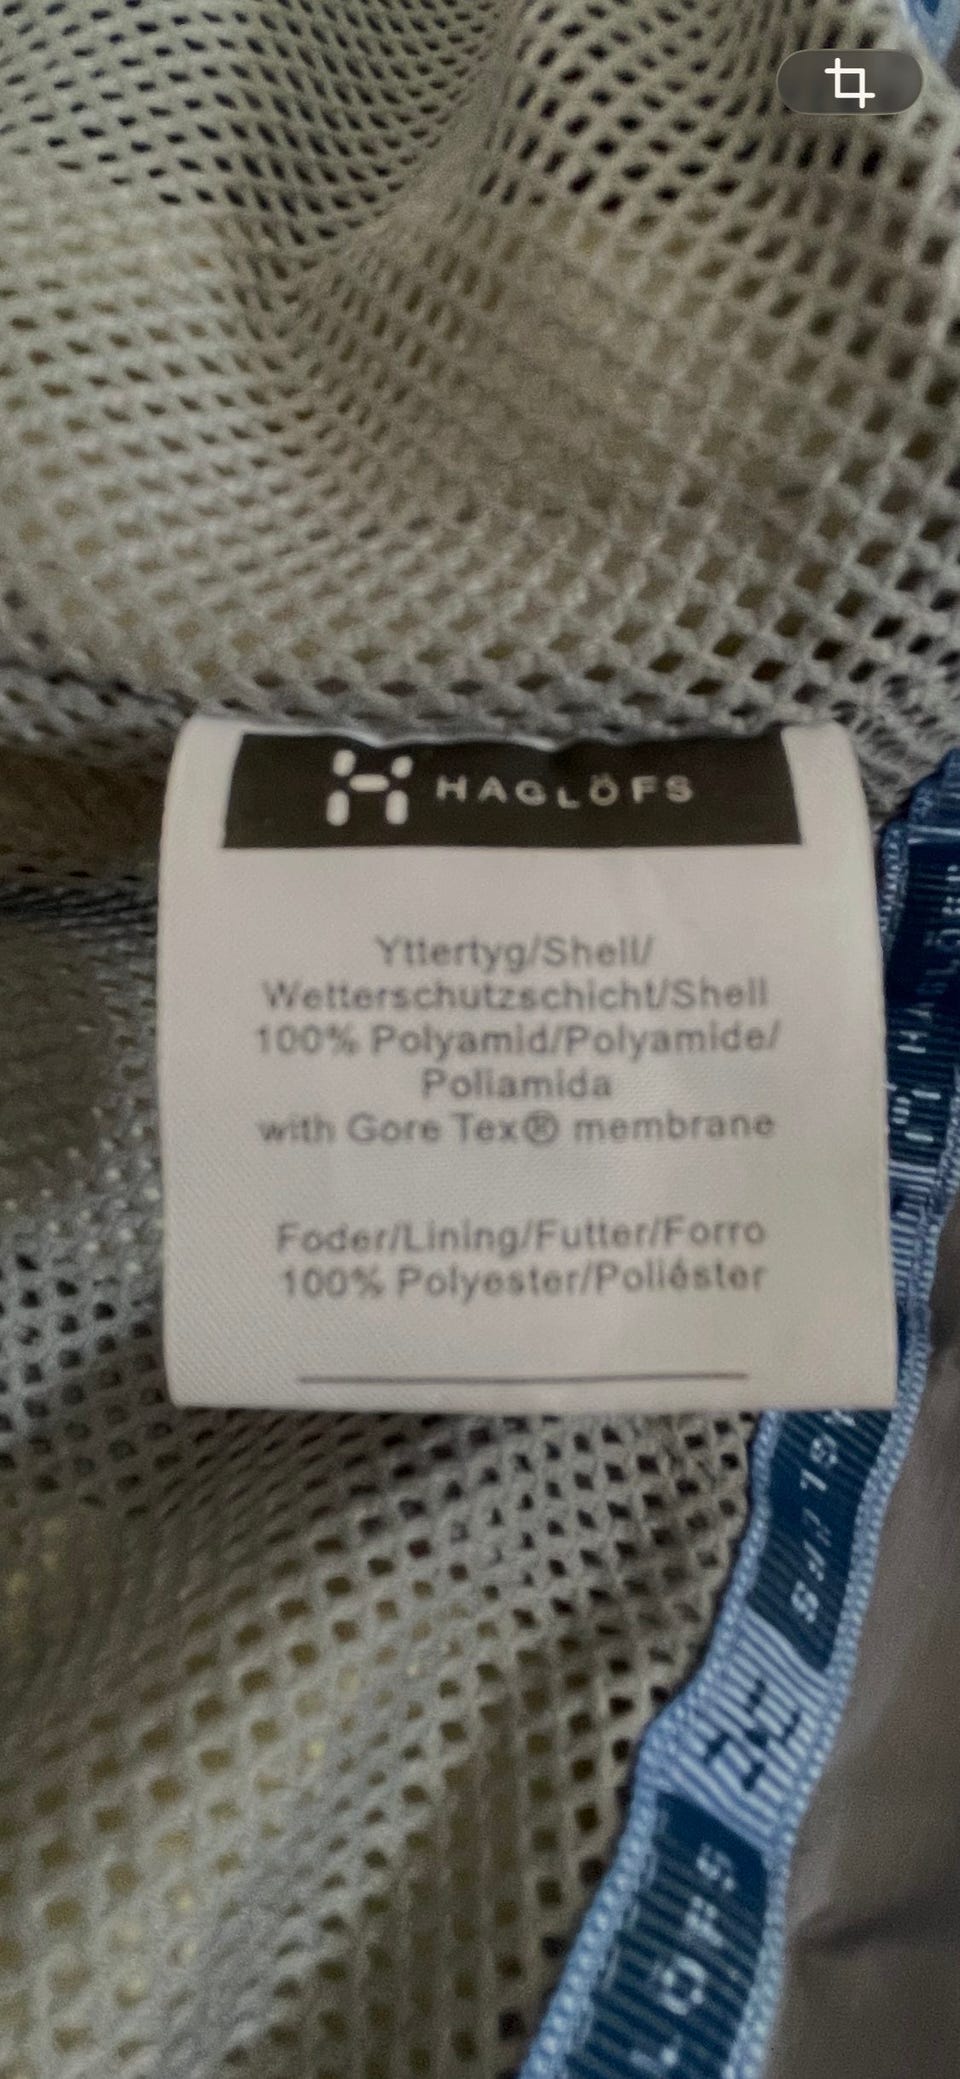 HAGLÖFS
Yttertyg/Shell/
Wetterschutzschicht/Shell
100% Polyamid/Polyamide/
Poliamida
with Gore Tex® membrane
Foder/Lining/Futter/Forro
100% Polyester/Poliéster